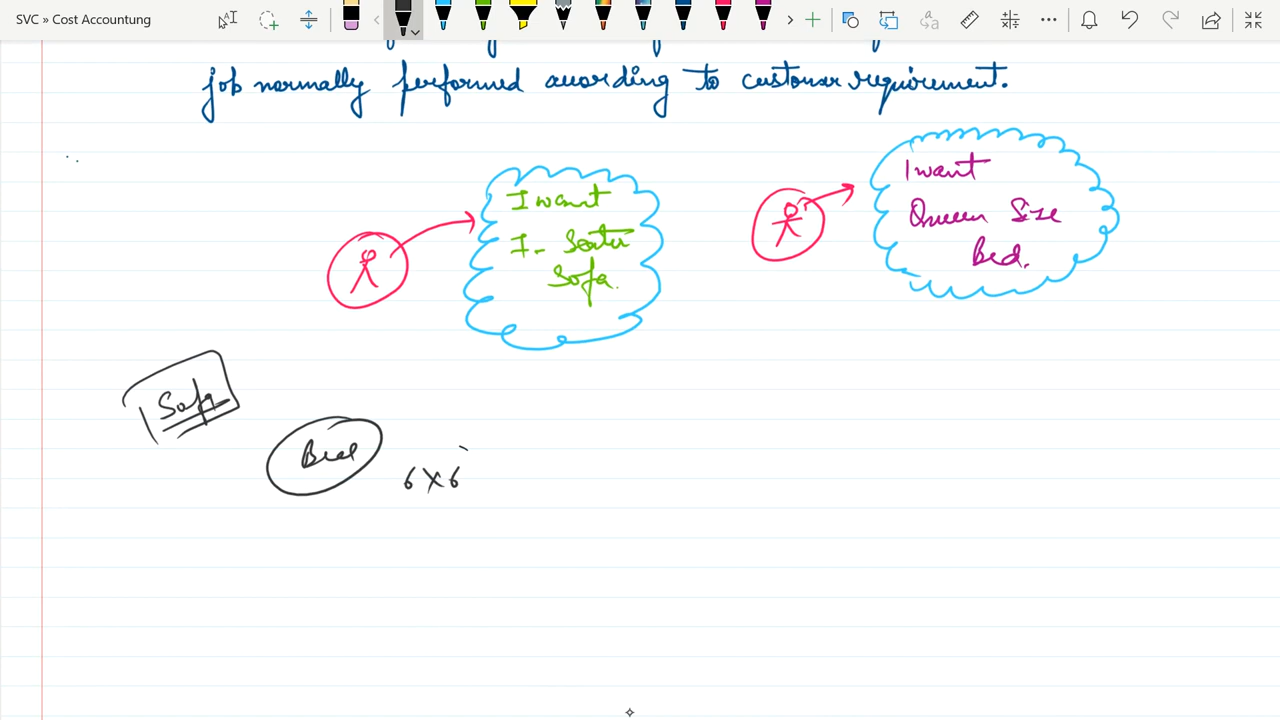 SVC » Cost Accountung
job normally performed according to customer requirement.
I want
I - Seater
Sofa.
I want
Queen Size
Bed.
Sofa
Bed
6x6